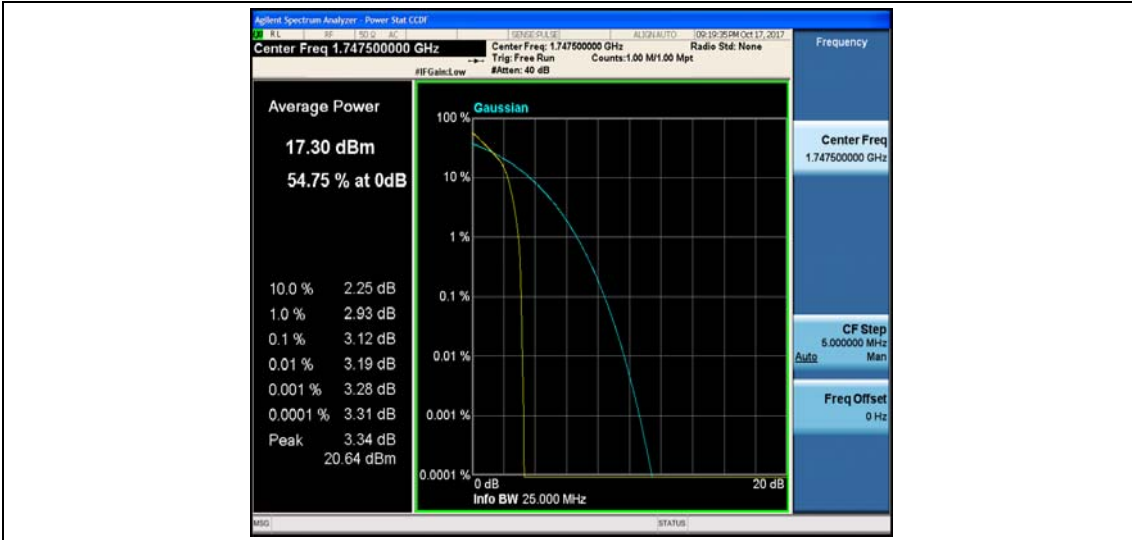 Agilent Spectrum Analyzer - Power Stat CCDF
RL RF 50 Ω AC SENSE:PULSE ALIGNAUTO 09:19:35 PM Oct 17, 2017
Center Freq 1.747500000 GHz
Center Freq: 1.747500000 GHz Radio Std: None
Trig: Free Run Counts:1.00 M/1.00 Mpt
#IFGain:Low #Atten: 40 dB
Frequency
Average Power
17.30 dBm
54.75 % at 0dB
10.0 % 2.25 dB
1.0 % 2.93 dB
0.1 % 3.12 dB
0.01 % 3.19 dB
0.001 % 3.28 dB
0.0001 % 3.31 dB
Peak 3.34 dB
20.64 dBm
Gaussian
100 %
10 %
1 %
0.1 %
0.01 %
0.001 %
0.0001 %
0 dB 20 dB
Info BW 25.000 MHz
Center Freq
1.747500000 GHz
CF Step
5.000000 MHz
Auto Man
Freq Offset
0 Hz
MSG STATUS